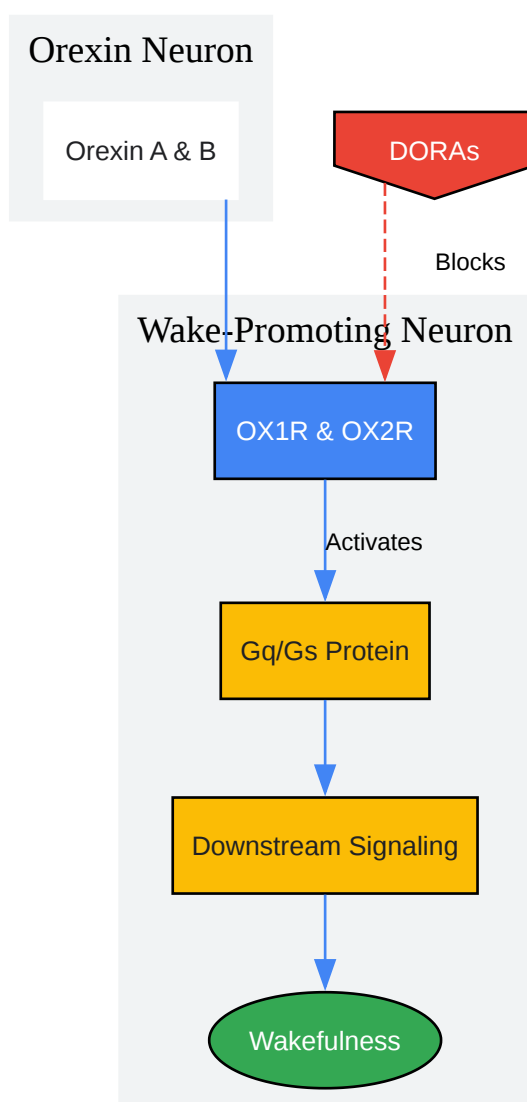 Orexin Neuron
Orexin A & B
DORAs
Blocks
Wake-Promoting Neuron
OX1R & OX2R
Activates
Gq/Gs Protein
Downstream Signaling
Wakefulness